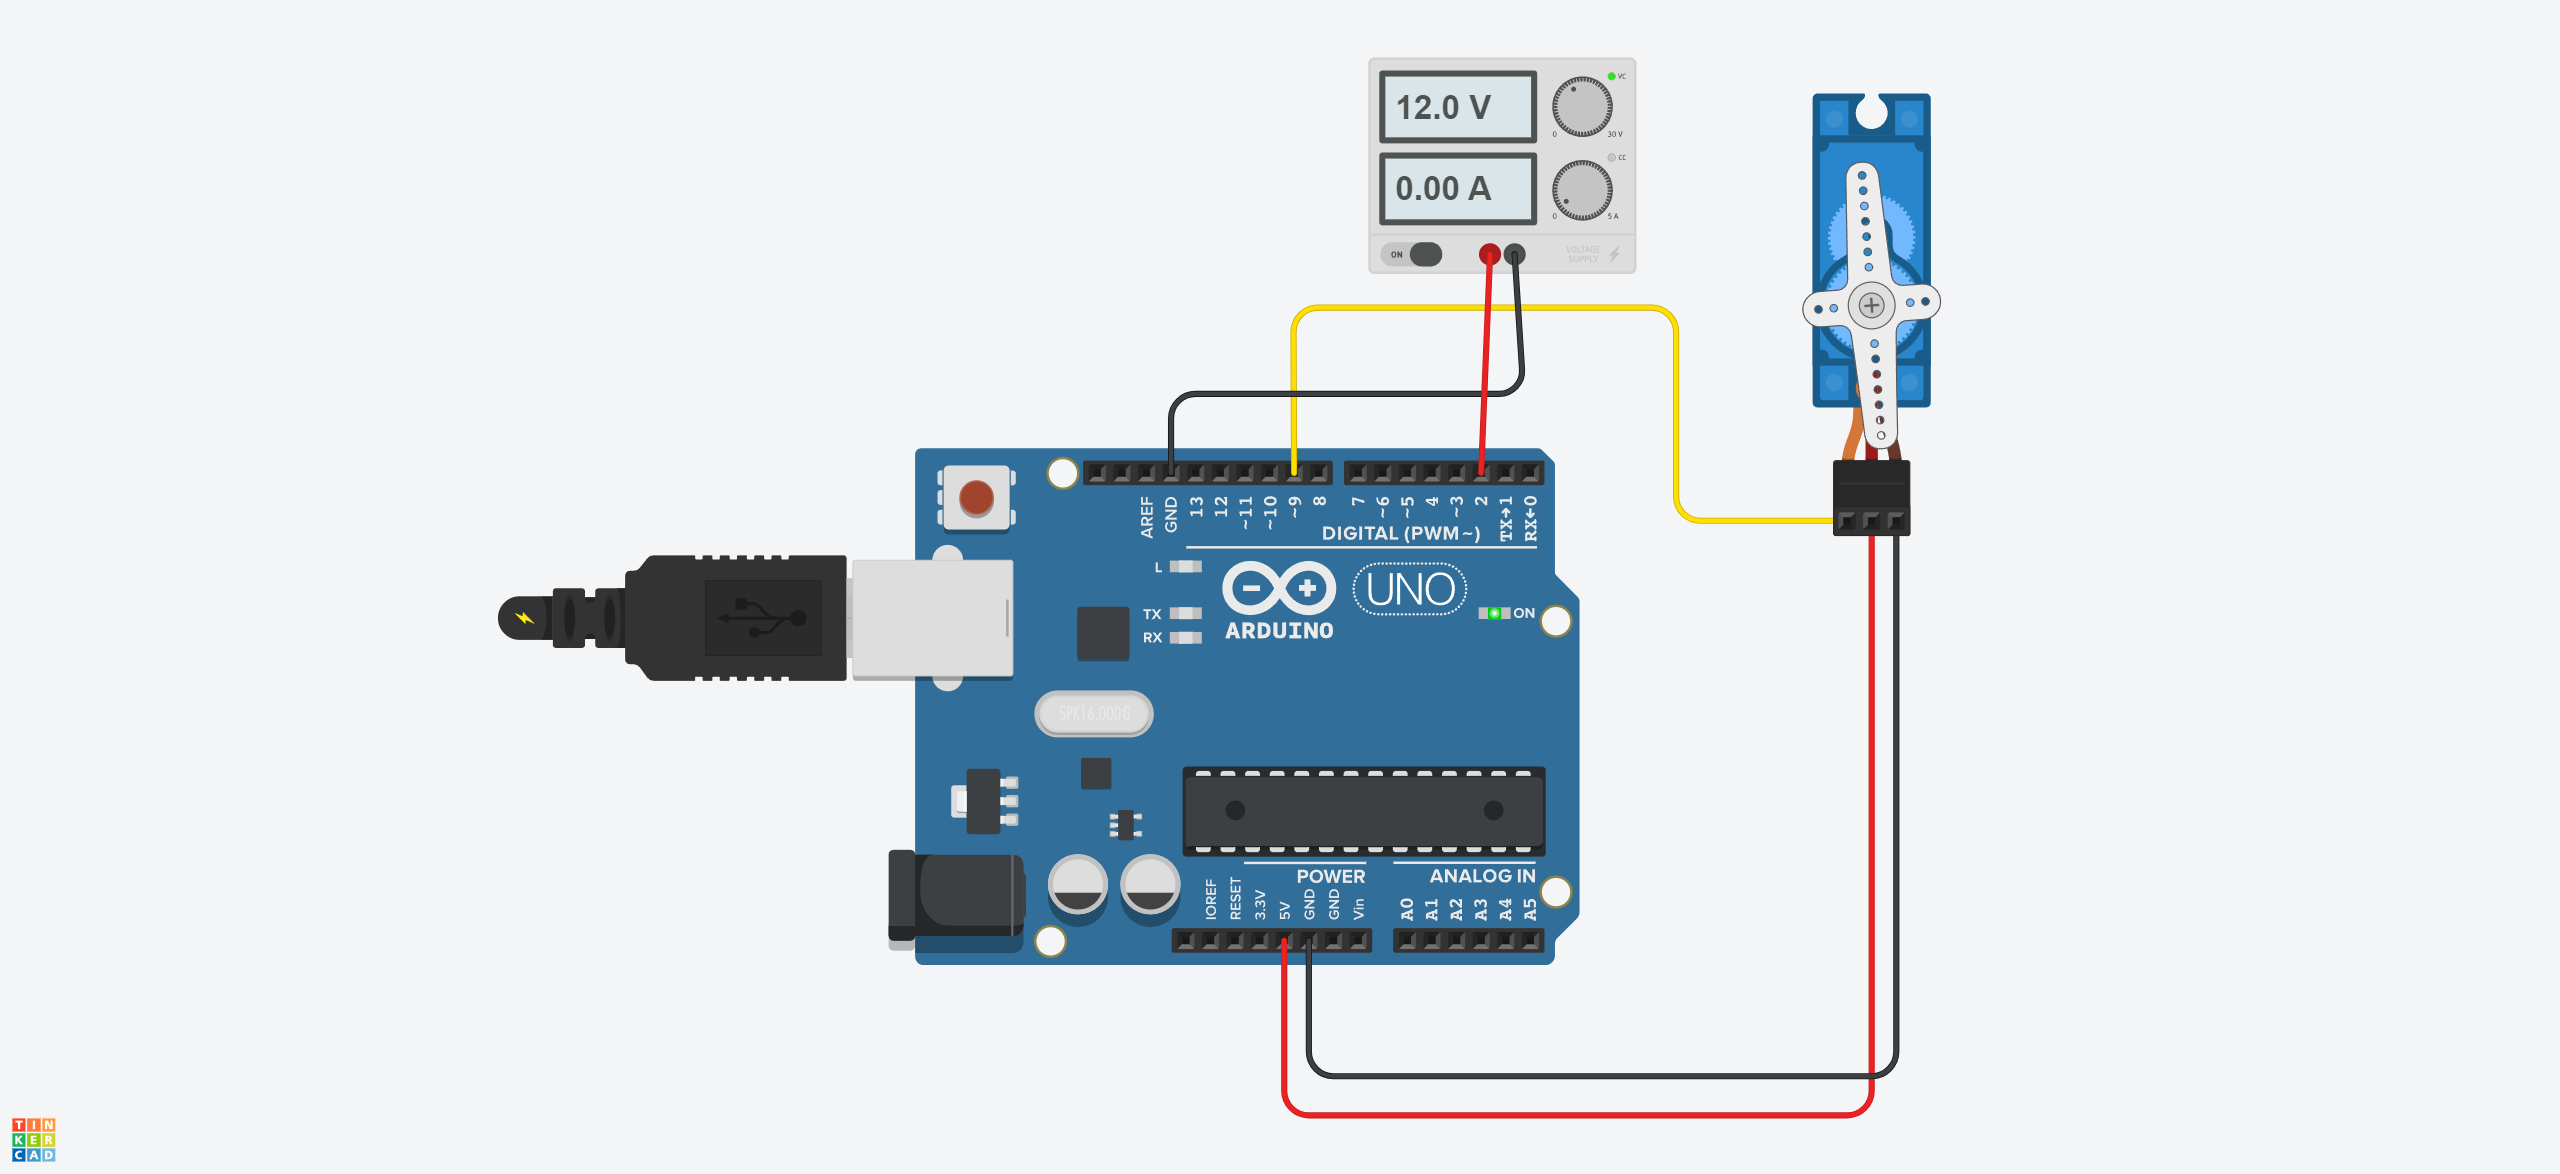 12.0 V
VC
0
30 V
0.00 A
CC
0
5 A
ON
VOLTAGE
SUPPLY
AREF
GND
13
12
~11
~10
~9
8
7
~6
~5
4
~3
2
TX→1
RX←0
DIGITAL (PWM~)
L
TX
RX
UNO
ARDUINO
ON
SPK16.000G
POWER
ANALOG IN
IOREF
RESET
3.3V
5V
GND
GND
Vin
A0
A1
A2
A3
A4
A5
TIN
KER
CAD